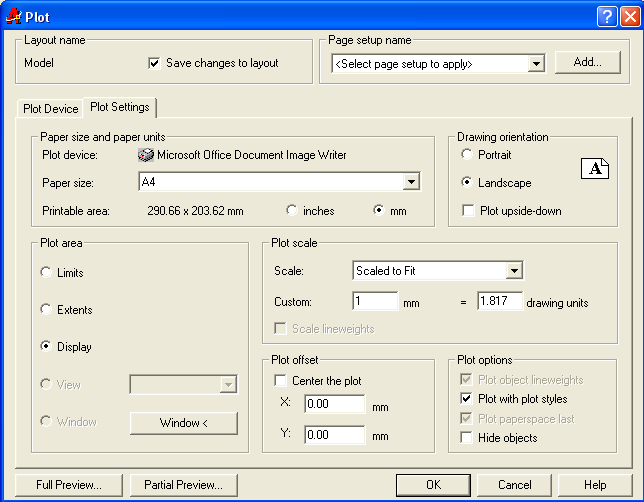 Plot
Layout name
Model
Save changes to layout
Page setup name
<Select page setup to apply>
Add...
Plot Device
Plot Settings
Paper size and paper units
Plot device:
Microsoft Office Document Image Writer
Paper size:
A4
Printable area:
290.66 x 203.62 mm
inches
mm
Drawing orientation
Portrait
Landscape
A
Plot upside-down
Plot area
Limits
Extents
Display
View
Window
Window <
Plot scale
Scale:
Scaled to Fit
Custom:
1
mm
=
1.817
drawing units
Scale lineweights
Plot offset
Center the plot
X:
0.00
mm
Y:
0.00
mm
Plot options
Plot object lineweights
Plot with plot styles
Plot paperspace last
Hide objects
Full Preview...
Partial Preview...
OK
Cancel
Help